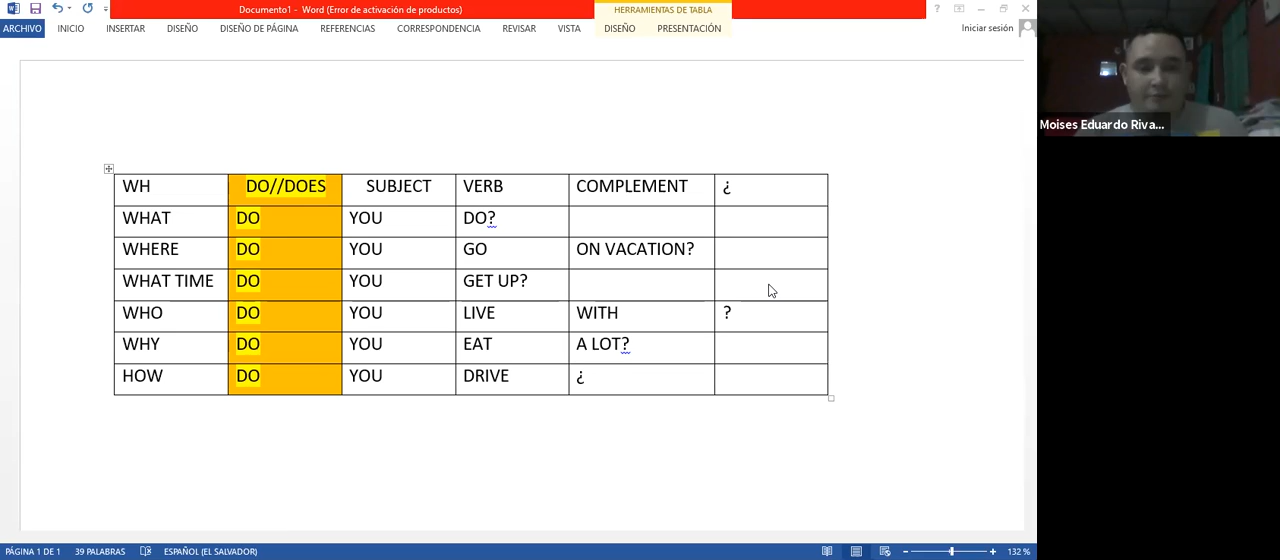 Documento1 - Word (Error de activación de productos)
HERRAMIENTAS DE TABLA
?
ARCHIVO INICIO INSERTAR DISEÑO DISEÑO DE PÁGINA REFERENCIAS CORRESPONDENCIA REVISAR VISTA DISEÑO PRESENTACIÓN Iniciar sesión
Moises Eduardo Riva...
WH DO//DOES SUBJECT VERB COMPLEMENT ¿
WHAT DO YOU DO?
WHERE DO YOU GO ON VACATION?
WHAT TIME DO YOU GET UP?
WHO DO YOU LIVE WITH ?
WHY DO YOU EAT A LOT?
HOW DO YOU DRIVE ¿
PÁGINA 1 DE 1 39 PALABRAS ESPAÑOL (EL SALVADOR) 132 %